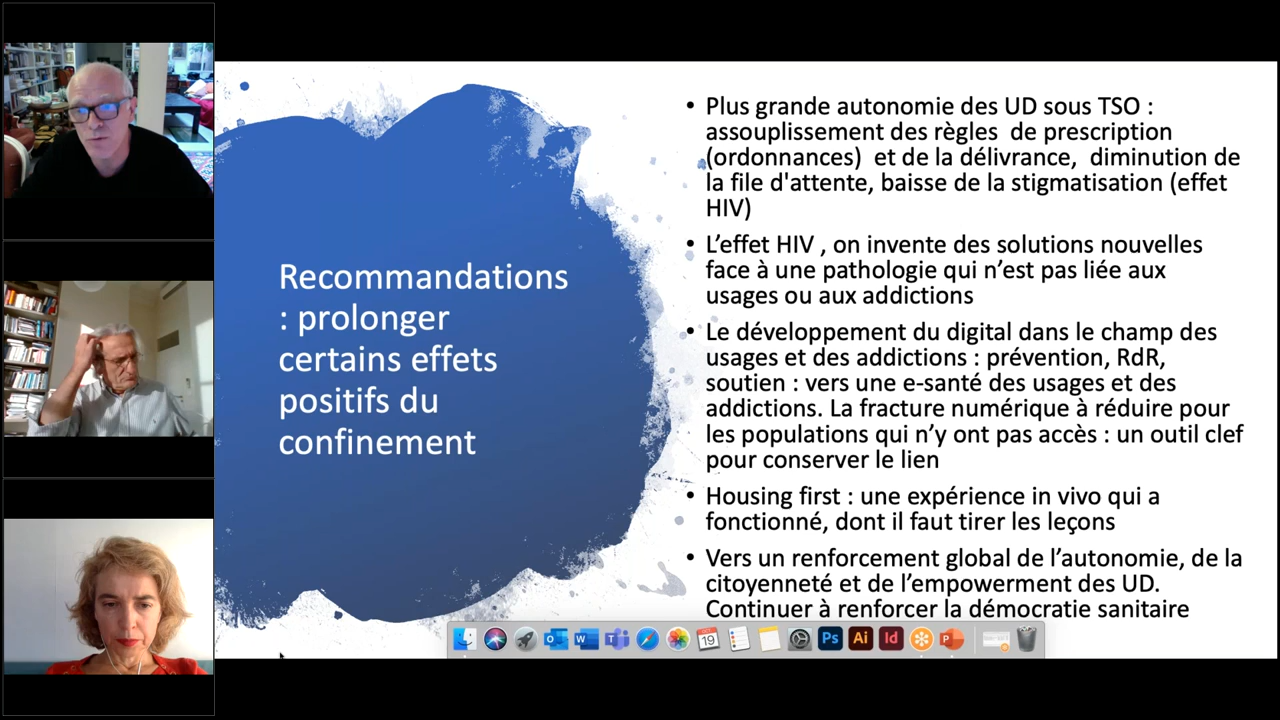 Recommandations
: prolonger
certains effets
positifs du
confinement
• Plus grande autonomie des UD sous TSO :
assouplissement des règles de prescription
(ordonnances) et de la délivrance, diminution de
la file d'attente, baisse de la stigmatisation (effet
HIV)
• L’effet HIV , on invente des solutions nouvelles
face à une pathologie qui n’est pas liée aux
usages ou aux addictions
• Le développement du digital dans le champ des
usages et des addictions : prévention, RdR,
soutien : vers une e-santé des usages et des
addictions. La fracture numérique à réduire pour
les populations qui n’y ont pas accès : un outil clef
pour conserver le lien
• Housing first : une expérience in vivo qui a
fonctionné, dont il faut tirer les leçons
• Vers un renforcement global de l’autonomie, de la
citoyenneté et de l’empowerment des UD.
Continuer à renforcer la démocratie sanitaire
19
Ps Ai Id